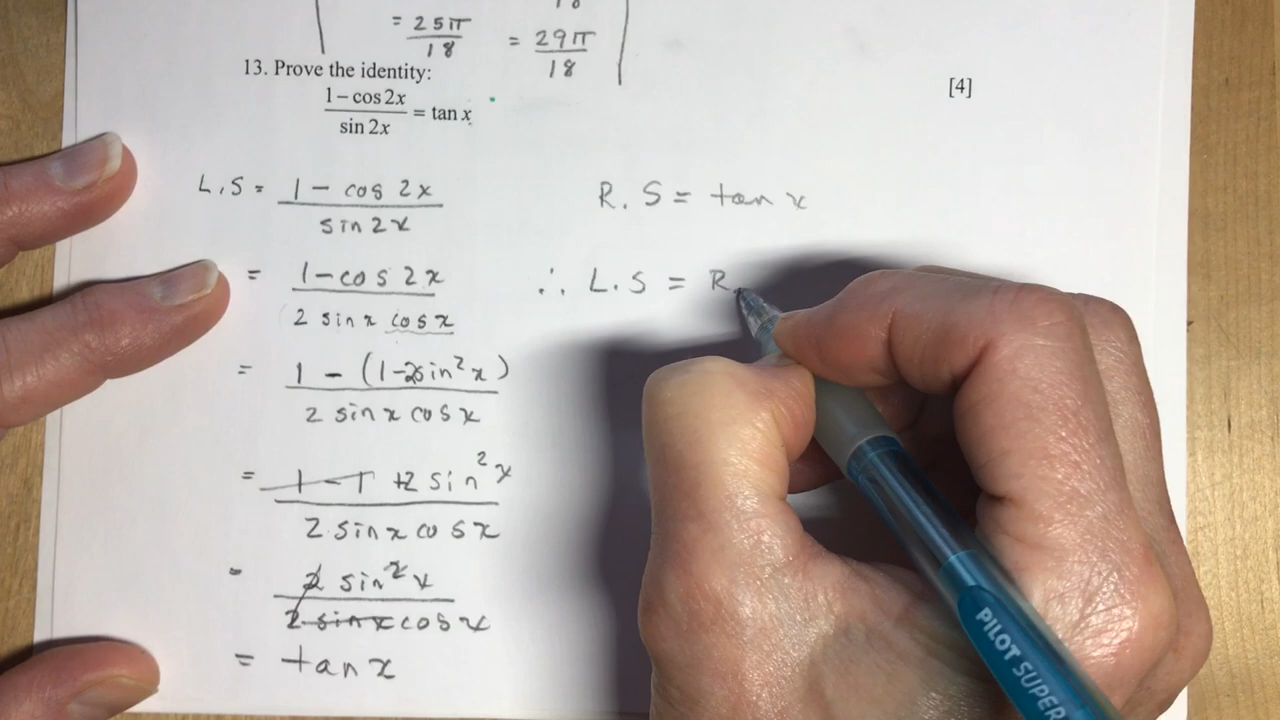 18
= 25π/18 = 29π/18
13. Prove the identity: [4]
(1 – cos 2x)/(sin 2x) = tan x
L.S = (1 - cos 2x)/(sin 2x) R.S = tan x
= (1 - cos 2x)/(2 sin x cos x) ∴ L.S = R.
= (1 - (1-2sin²x))/(2 sin x cos x)
= (1 - 1 +2 sin²x)/(2 sin x cos x)
= (2 sin²x)/(2 sin x cos x)
= tan x
PILOT SUPER